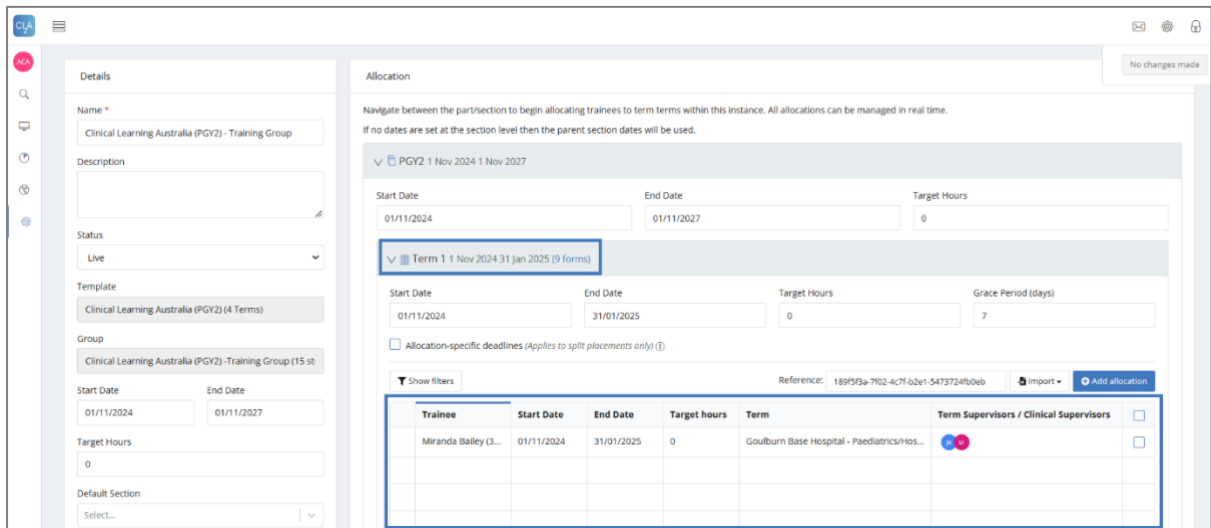 CLA
ACA
No changes made
Details
Name *
Clinical Learning Australia (PGY2) - Training Group
Description
Status
Live
Template
Clinical Learning Australia (PGY2) (4 Terms)
Group
Clinical Learning Australia (PGY2) -Training Group (15 st
Start Date End Date
01/11/2024 01/11/2027
Target Hours
0
Default Section
Select...
Allocation
Navigate between the part/section to begin allocating trainees to term terms within this instance. All allocations can be managed in real time.
If no dates are set at the section level then the parent section dates will be used.
PGY2 1 Nov 2024 1 Nov 2027
Start Date End Date Target Hours
01/11/2024 01/11/2027 0
Term 1 1 Nov 2024 31 Jan 2025 (9 forms)
Start Date End Date Target Hours Grace Period (days)
01/11/2024 31/01/2025 0 7
Allocation-specific deadlines (Applies to split placements only)
Show filters Reference: 189f5f3a-7f02-4c7f-b2e1-5473724fb0eb Import Add allocation
Trainee Start Date End Date Target hours Term Term Supervisors / Clinical Supervisors
Miranda Bailey (3... 01/11/2024 31/01/2025 0 Goulburn Base Hospital - Paediatrics/Hos...